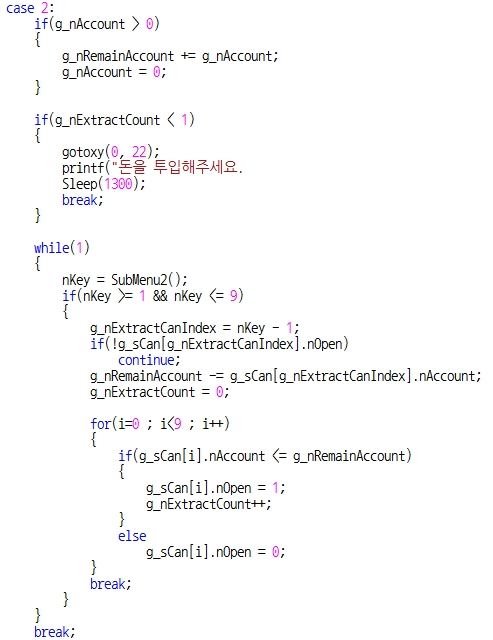 case 2:
    if(g_nAccount > 0)
    {
        g_nRemainAccount += g_nAccount;
        g_nAccount = 0;
    }

    if(g_nExtractCount < 1)
    {
        gotoxy(0, 22);
        printf("돈을 투입해주세요.
        Sleep(1300);
        break;
    }

    while(1)
    {
        nKey = SubMenu2();
        if(nKey >= 1 && nKey <= 9)
        {
            g_nExtractCanIndex = nKey - 1;
            if(!g_sCan[g_nExtractCanIndex].nOpen)
                continue;
            g_nRemainAccount -= g_sCan[g_nExtractCanIndex].nAccount;
            g_nExtractCount = 0;

            for(i=0 ; i<9 ; i++)
            {
                if(g_sCan[i].nAccount <= g_nRemainAccount)
                {
                    g_sCan[i].nOpen = 1;
                    g_nExtractCount++;
                }
                else
                    g_sCan[i].nOpen = 0;
            }
            break;
        }
    }
    break;